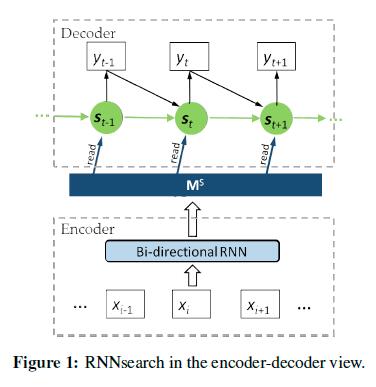 Decoder
y_{t-1} y_t y_{t+1}
... s_{t-1} s_t s_{t+1} ...
read read read
M^S
Encoder
Bi-directional RNN
... x_{i-1} x_i x_{i+1} ...
Figure 1: RNNsearch in the encoder-decoder view.